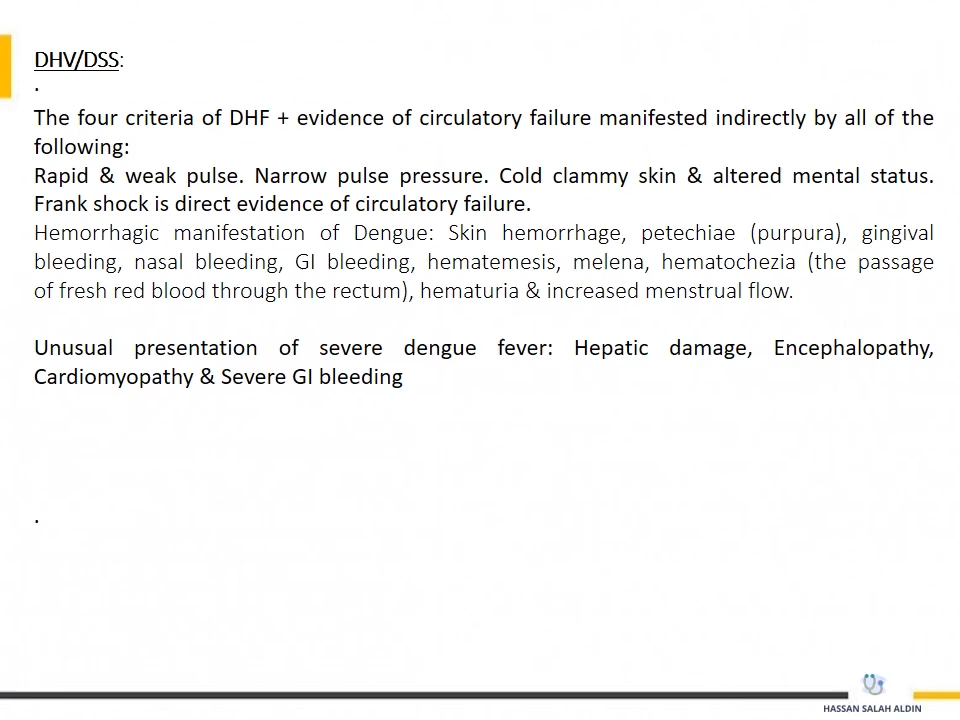 DHV/DSS:
.
The four criteria of DHF + evidence of circulatory failure manifested indirectly by all of the
following:
Rapid & weak pulse. Narrow pulse pressure. Cold clammy skin & altered mental status.
Frank shock is direct evidence of circulatory failure.
Hemorrhagic manifestation of Dengue: Skin hemorrhage, petechiae (purpura), gingival
bleeding, nasal bleeding, GI bleeding, hematemesis, melena, hematochezia (the passage
of fresh red blood through the rectum), hematuria & increased menstrual flow.
Unusual presentation of severe dengue fever: Hepatic damage, Encephalopathy,
Cardiomyopathy & Severe GI bleeding
.
HASSAN SALAH ALDIN